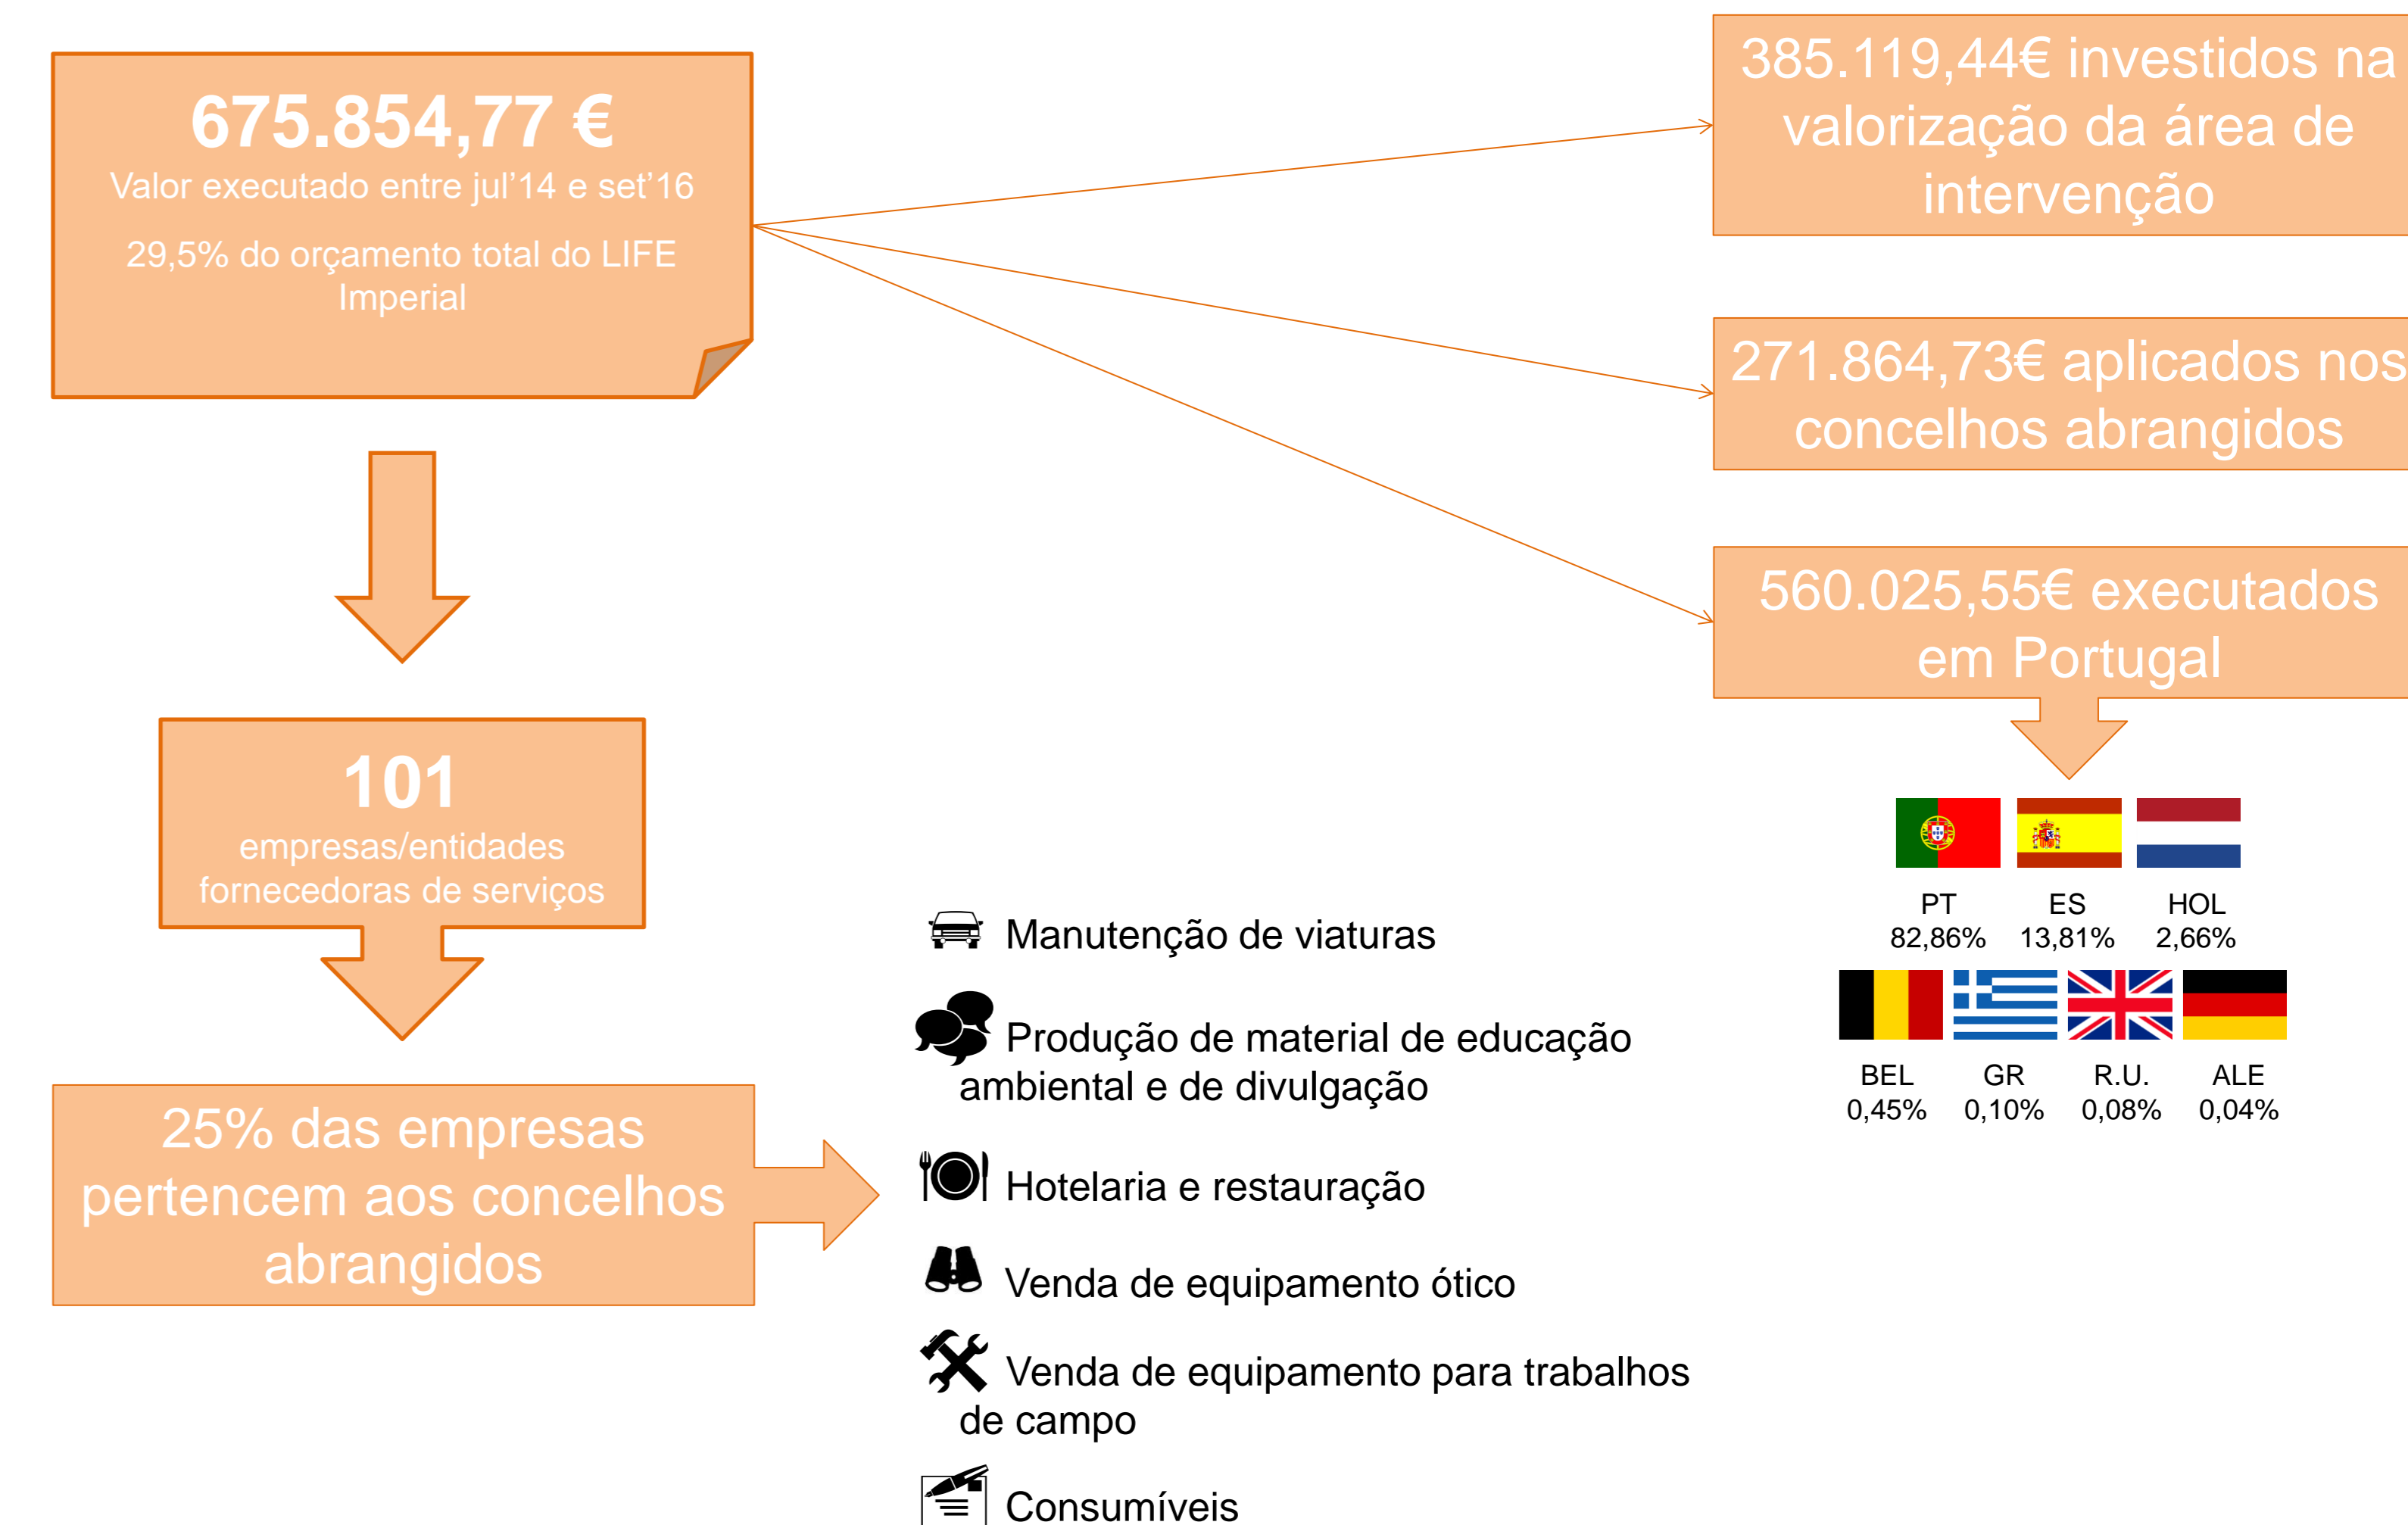 675.854,77 €
Valor executado entre jul’14 e set’16
29,5% do orçamento total do LIFE
Imperial
385.119,44€ investidos na
valorização da área de
intervenção
271.864,73€ aplicados nos
concelhos abrangidos
560.025,55€ executados
em Portugal
101
empresas/entidades
fornecedoras de serviços
25% das empresas
pertencem aos concelhos
abrangidos
Manutenção de viaturas
Produção de material de educação
ambiental e de divulgação
Hotelaria e restauração
Venda de equipamento ótico
Venda de equipamento para trabalhos
de campo
Consumíveis
PT ES HOL
82,86% 13,81% 2,66%
BEL GR R.U. ALE
0,45% 0,10% 0,08% 0,04%